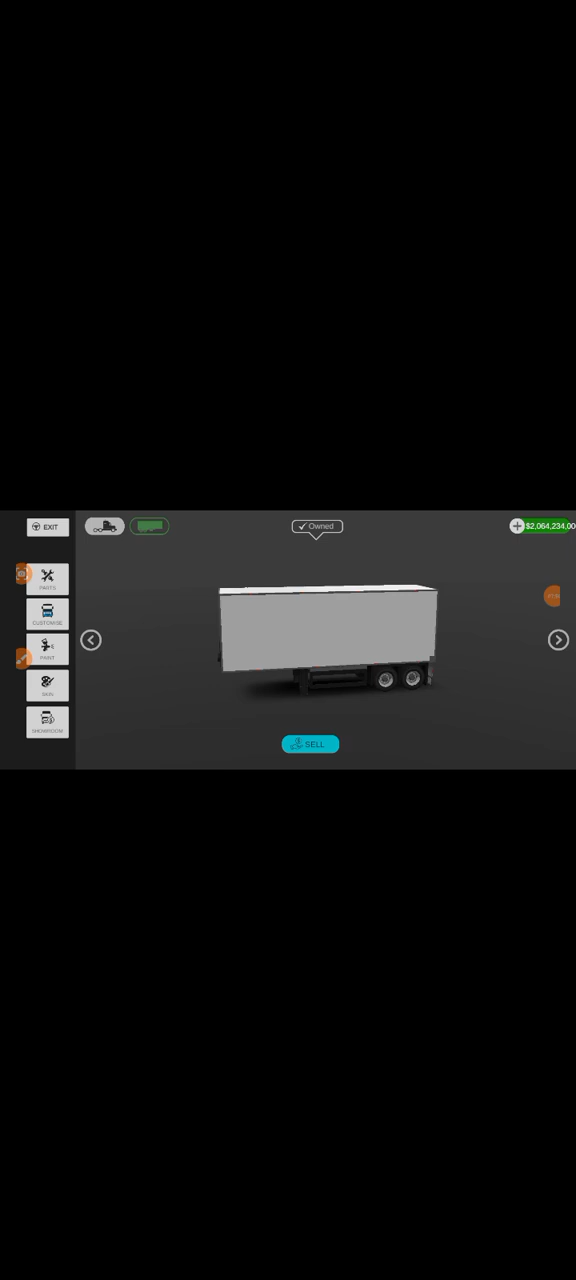 EXIT
Owned
$2,064,234,00
PARTS
CUSTOMISE
PAINT
SKIN
SHOWROOM
SELL